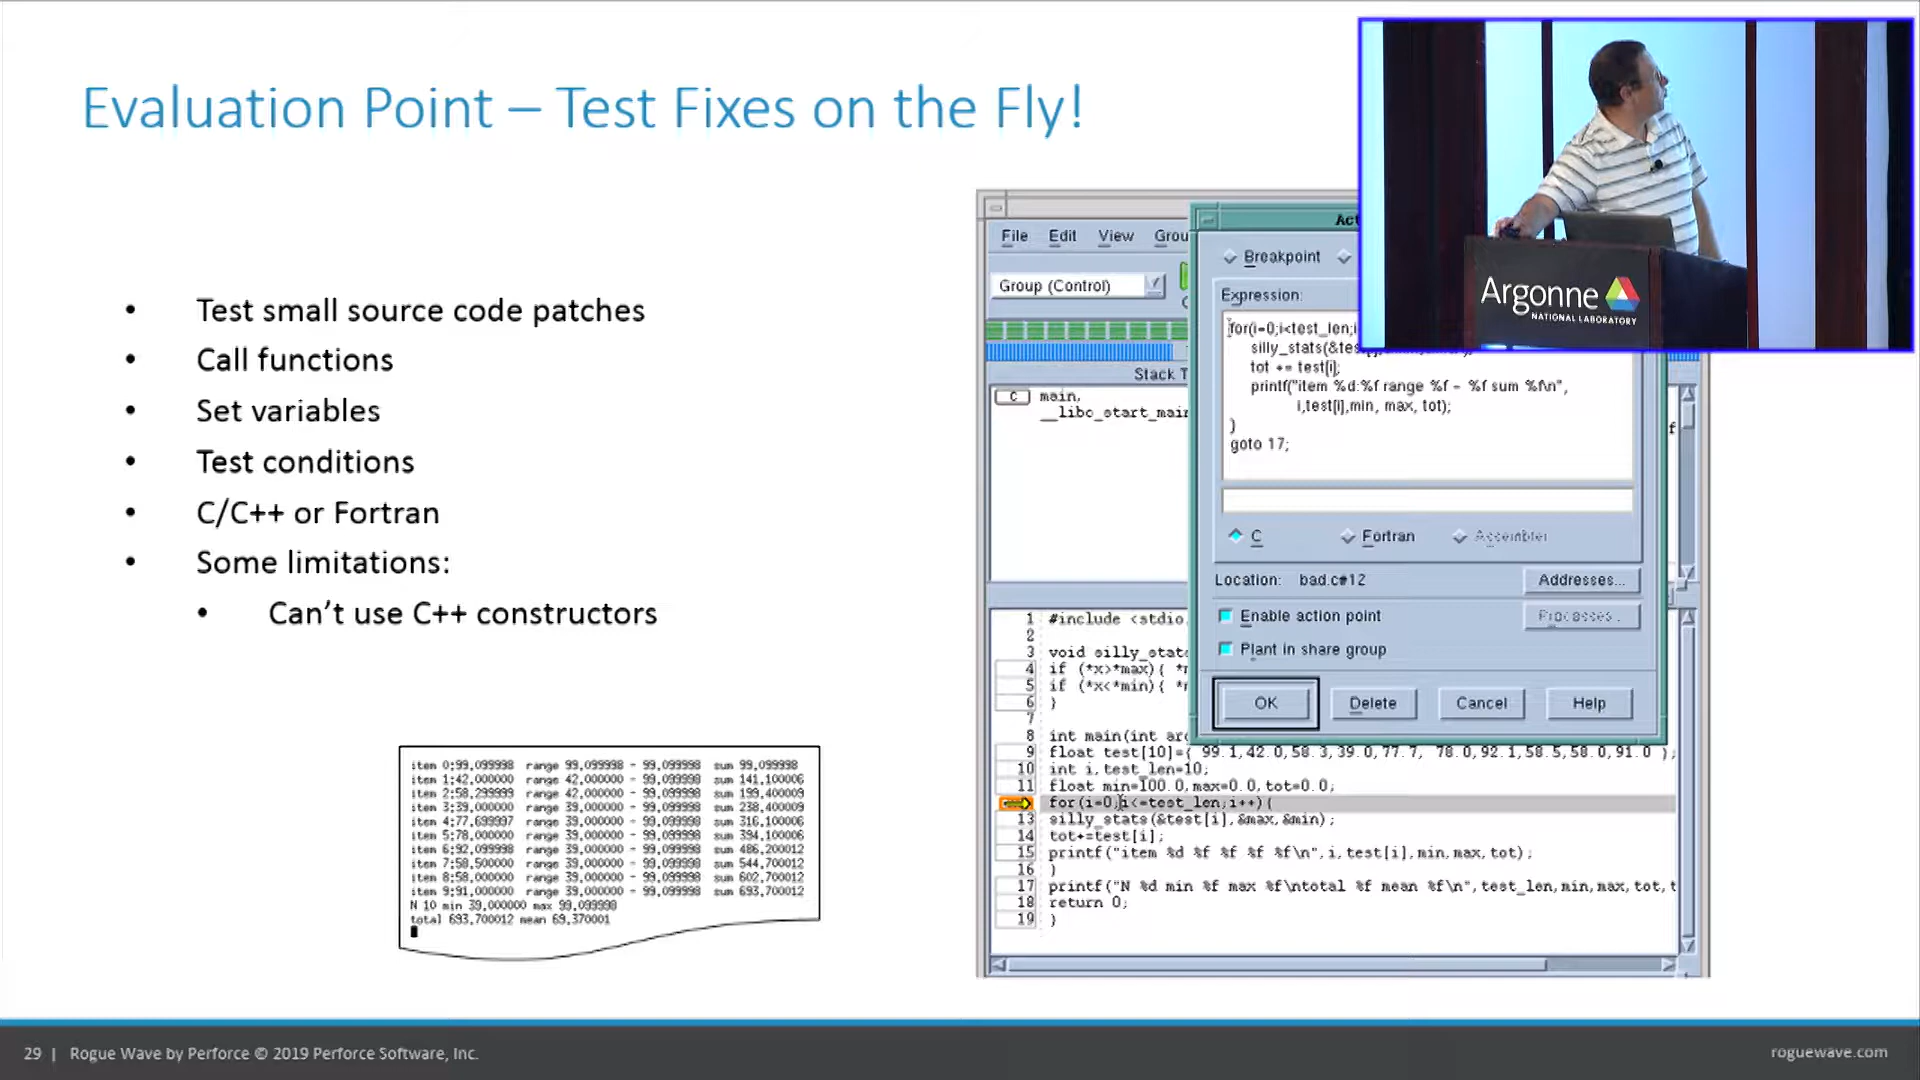 Evaluation Point – Test Fixes on the Fly!
• Test small source code patches
• Call functions
• Set variables
• Test conditions
• C/C++ or Fortran
• Some limitations:
• Can't use C++ constructors
item 0:99,099998 range 99,099998 - 99,099998 sum 99,099998
item 1:42,000000 range 42,000000 - 99,099998 sum 141,100006
item 2:58,299999 range 42,000000 - 99,099998 sum 199,400009
item 3:39,000000 range 39,000000 - 99,099998 sum 238,400009
item 4:77,699997 range 39,000000 - 99,099998 sum 316,100006
item 5:78,000000 range 39,000000 - 99,099998 sum 394,100006
item 6:92,099998 range 39,000000 - 99,099998 sum 486,200012
item 7:58,500000 range 39,000000 - 99,099998 sum 544,700012
item 8:58,000000 range 39,000000 - 99,099998 sum 602,700012
item 9:91,000000 range 39,000000 - 99,099998 sum 693,700012
N 10 min 39,000000 max 99,099998
total 693,700012 mean 69,370001
File Edit View Grou
Group (Control)
Stack T
C main,
__libc_start_main
Act
Breakpoint
Expression:
for(i=0;i<test_len;i
silly_stats(&tes
tot += test[i];
printf("item %d:%f range %f - %f sum %f\n",
i,test[i],min, max, tot);
}
goto 17;
C Fortran Assembler
Location: bad.c#12 Addresses...
Enable action point Processes...
Plant in share group
OK Delete Cancel Help
1 #include <stdio.
2
3 void silly_stats
4 if (*x>*max){ *m
5 if (*x<*min){ *m
6 }
7
8 int main(int arg
9 float test[10]={ 99.1,42.0,58.3,39.0,77.7, 78.0,92.1,58.5,58.0,91.0 };
10 int i,test_len=10;
11 float min=100.0,max=0.0, tot=0.0;
for(i=0;i<=test_len;i++){
13 silly_stats(&test[i],&max,&min);
14 tot+=test[i];
15 printf("item %d %f %f %f %f\n",i,test[i],min,max,tot);
16 }
17 printf("N %d min %f max %f\ntotal %f mean %f\n",test_len,min,max,tot,t
18 return 0;
19 }
Argonne
NATIONAL LABORATORY
29 | Rogue Wave by Perforce © 2019 Perforce Software, Inc.
roguewave.com